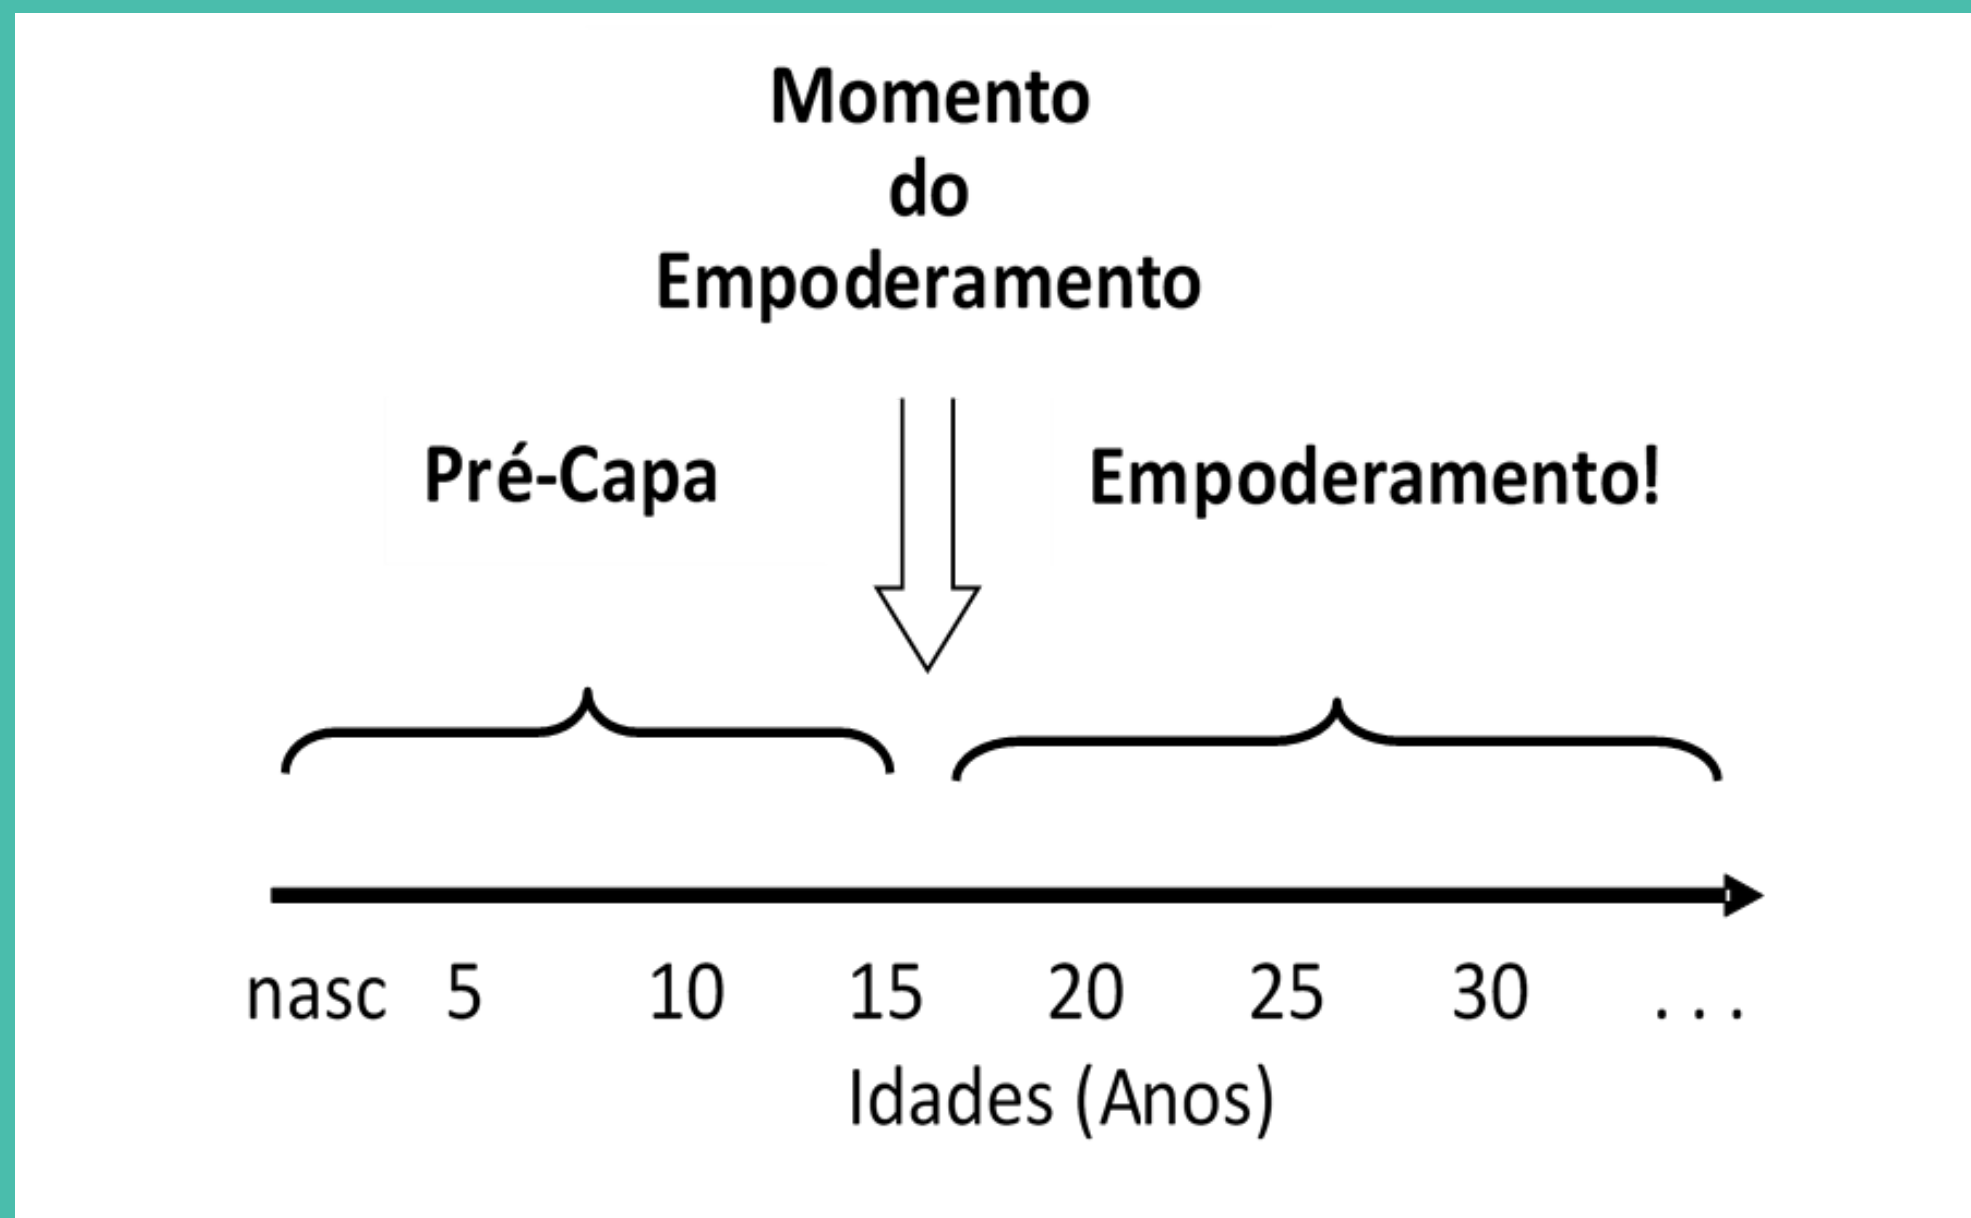 Momento
do
Empoderamento
Pré-Capa
Empoderamento!
nasc 5 10 15 20 25 30 . . .
Idades (Anos)